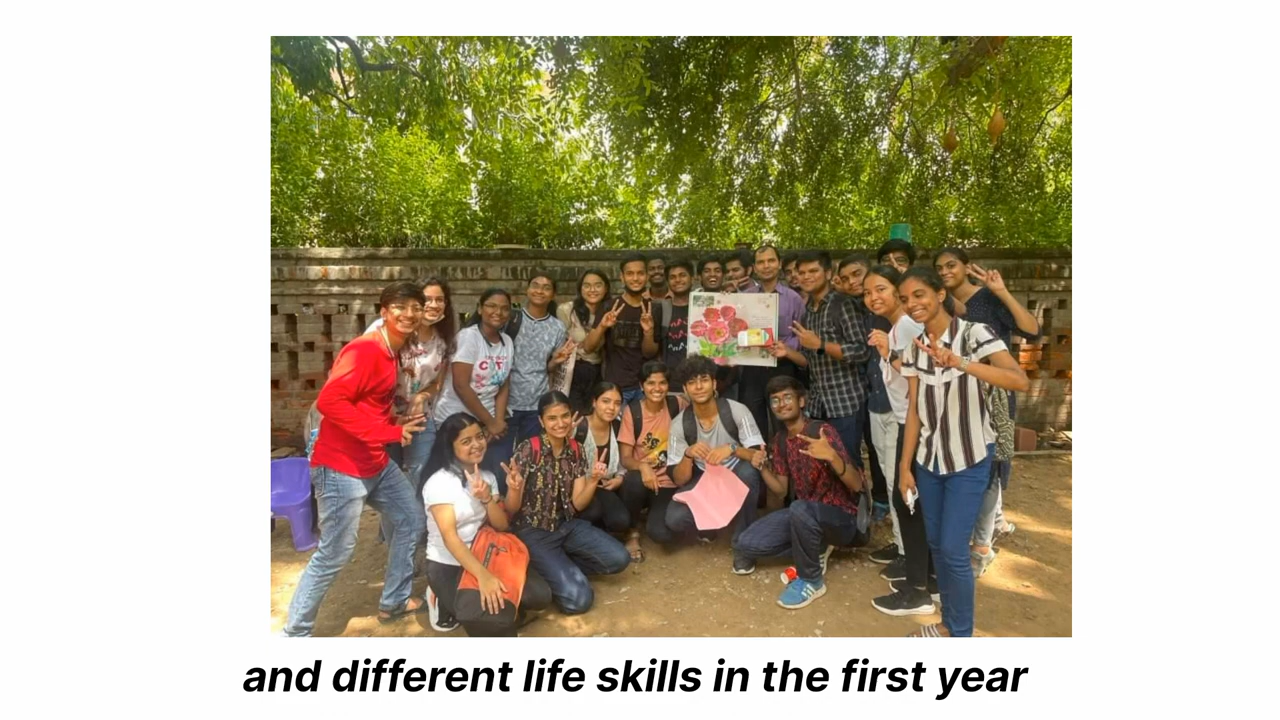 and different life skills in the first year